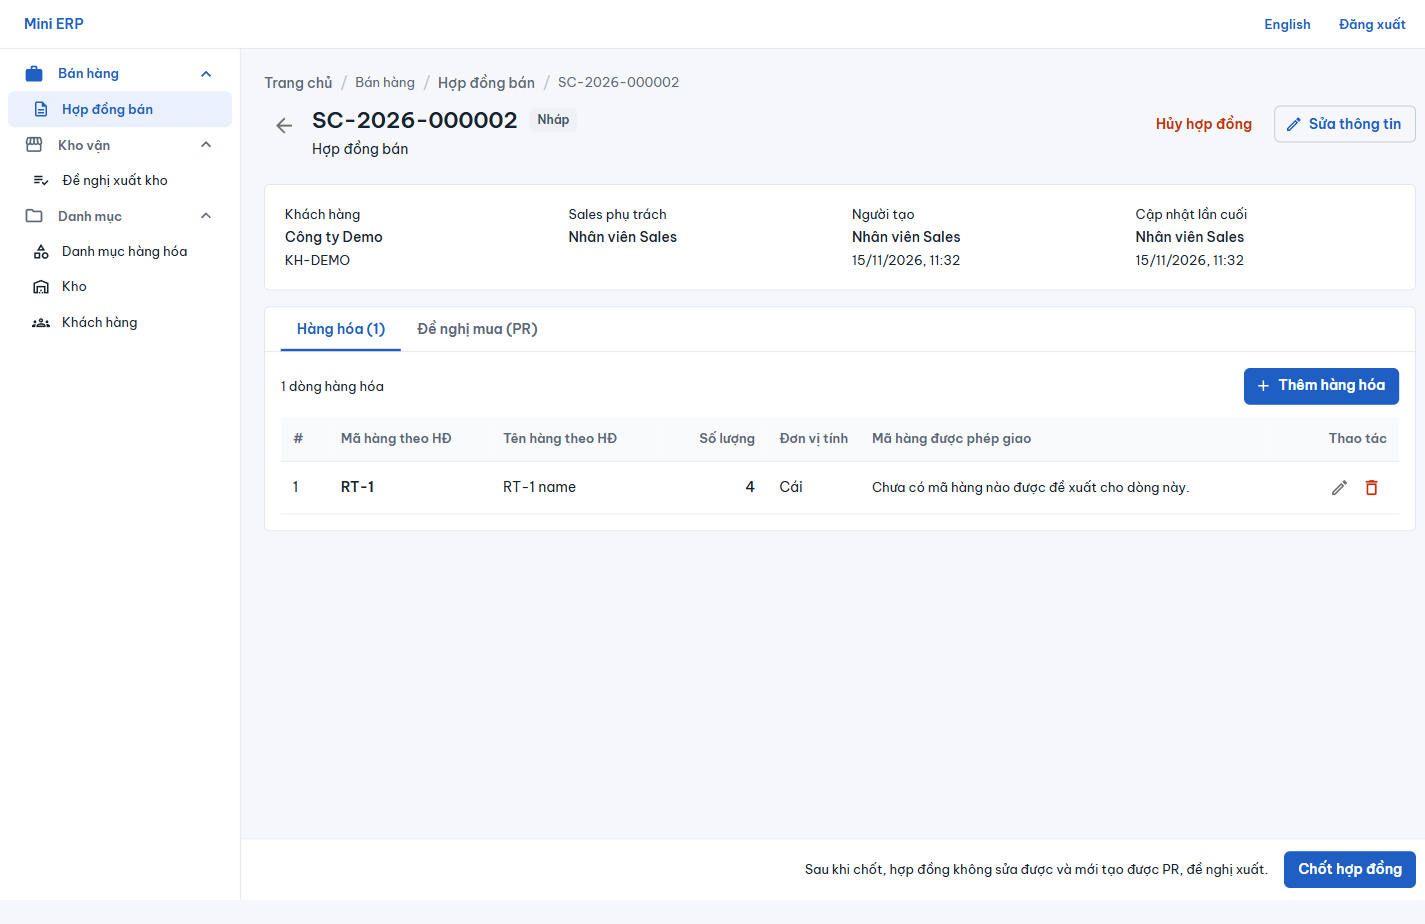 Mini ERP
English
Đăng xuất
Bán hàng
Hợp đồng bán
Kho vận
Đề nghị xuất kho
Danh mục
Danh mục hàng hóa
Kho
Khách hàng
Trang chủ / Bán hàng / Hợp đồng bán / SC-2026-000002
SC-2026-000002 Nháp
Hợp đồng bán
Hủy hợp đồng
Sửa thông tin
Khách hàng
Công ty Demo
KH-DEMO
Sales phụ trách
Nhân viên Sales
Người tạo
Nhân viên Sales
15/11/2026, 11:32
Cập nhật lần cuối
Nhân viên Sales
15/11/2026, 11:32
Hàng hóa (1) Đề nghị mua (PR)
1 dòng hàng hóa
+ Thêm hàng hóa
# Mã hàng theo HĐ Tên hàng theo HĐ Số lượng Đơn vị tính Mã hàng được phép giao Thao tác
1 RT-1 RT-1 name 4 Cái Chưa có mã hàng nào được đề xuất cho dòng này.
Sau khi chốt, hợp đồng không sửa được và mới tạo được PR, đề nghị xuất.
Chốt hợp đồng